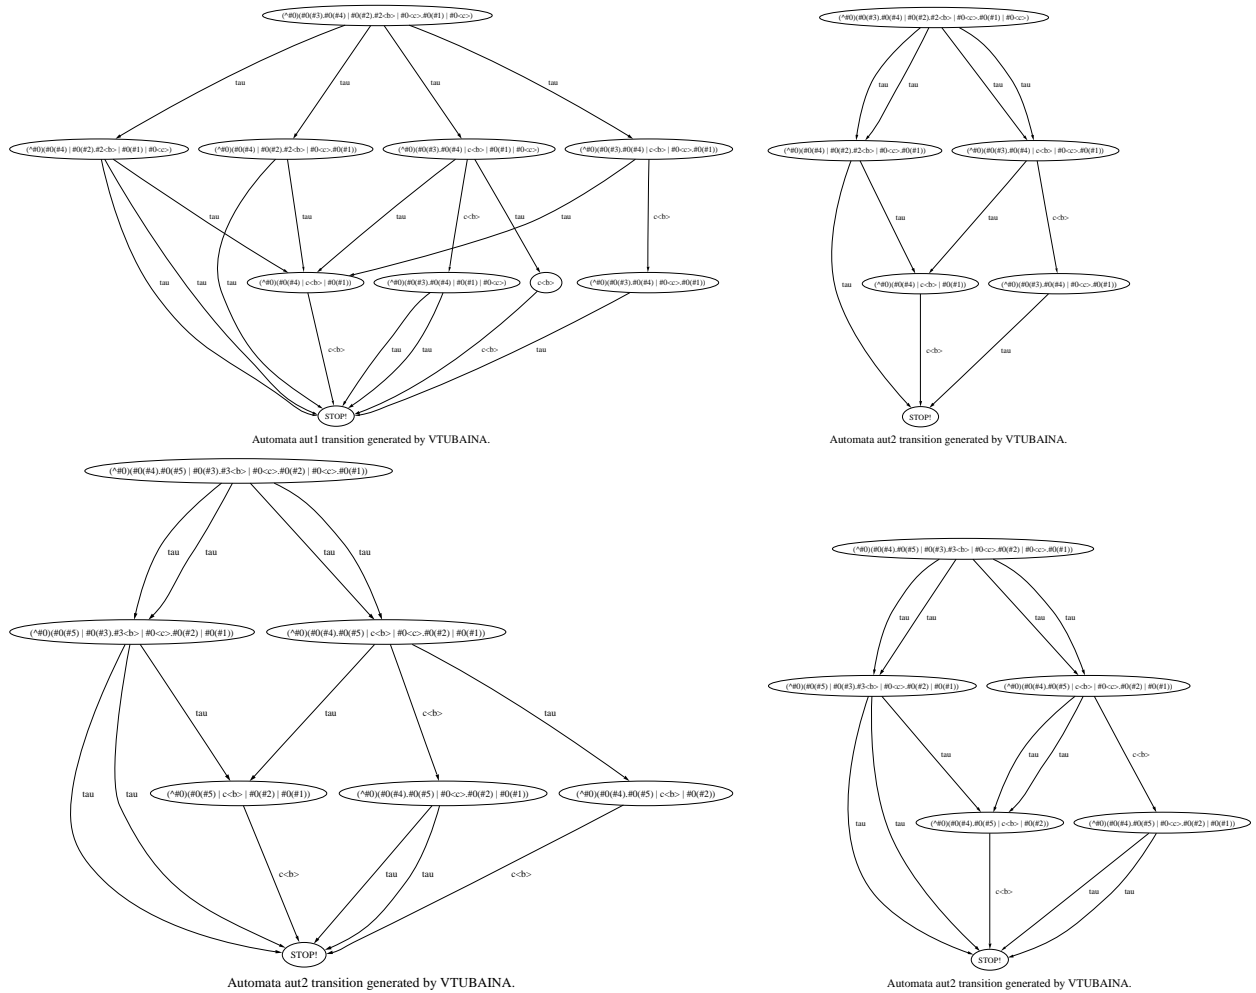 (^#0)(#0(#3).#0(#4) | #0(#2).#2<b> | #0<c>.#0(#1) | #0<c>)
tau
tau
tau
tau
(^#0)(#0(#4) | #0(#2).#2<b> | #0(#1) | #0<c>)
(^#0)(#0(#4) | #0(#2).#2<b> | #0<c>.#0(#1))
(^#0)(#0(#3).#0(#4) | c<b> | #0(#1) | #0<c>)
(^#0)(#0(#3).#0(#4) | c<b> | #0<c>.#0(#1))
tau
tau
tau
c<b>
tau
tau
c<b>
tau
tau
tau
(^#0)(#0(#4) | c<b> | #0(#1))
(^#0)(#0(#3).#0(#4) | #0(#1) | #0<c>)
c<b>
(^#0)(#0(#3).#0(#4) | #0<c>.#0(#1))
c<b>
tau
tau
c<b>
tau
STOP!
Automata aut1 transition generated by VTUBAINA.
(^#0)(#0(#3).#0(#4) | #0(#2).#2<b> | #0<c>.#0(#1) | #0<c>)
tau
tau
tau
tau
(^#0)(#0(#4) | #0(#2).#2<b> | #0<c>.#0(#1))
(^#0)(#0(#3).#0(#4) | c<b> | #0<c>.#0(#1))
tau
tau
c<b>
(^#0)(#0(#4) | c<b> | #0(#1))
(^#0)(#0(#3).#0(#4) | #0<c>.#0(#1))
tau
c<b>
tau
STOP!
Automata aut2 transition generated by VTUBAINA.
(^#0)(#0(#4).#0(#5) | #0(#3).#3<b> | #0<c>.#0(#2) | #0<c>.#0(#1))
tau
tau
tau
tau
(^#0)(#0(#5) | #0(#3).#3<b> | #0<c>.#0(#2) | #0(#1))
(^#0)(#0(#4).#0(#5) | c<b> | #0<c>.#0(#2) | #0(#1))
tau
tau
c<b>
tau
tau
tau
(^#0)(#0(#5) | c<b> | #0(#2) | #0(#1))
(^#0)(#0(#4).#0(#5) | #0<c>.#0(#2) | #0(#1))
(^#0)(#0(#4).#0(#5) | c<b> | #0(#2))
c<b>
tau
tau
c<b>
STOP!
Automata aut2 transition generated by VTUBAINA.
(^#0)(#0(#4).#0(#5) | #0(#3).#3<b> | #0<c>.#0(#2) | #0<c>.#0(#1))
tau
tau
tau
tau
(^#0)(#0(#5) | #0(#3).#3<b> | #0<c>.#0(#2) | #0(#1))
(^#0)(#0(#4).#0(#5) | c<b> | #0<c>.#0(#2) | #0(#1))
tau
tau
tau
c<b>
tau
tau
(^#0)(#0(#4).#0(#5) | c<b> | #0(#2))
(^#0)(#0(#4).#0(#5) | #0<c>.#0(#2) | #0(#1))
c<b>
tau
tau
STOP!
Automata aut2 transition generated by VTUBAINA.